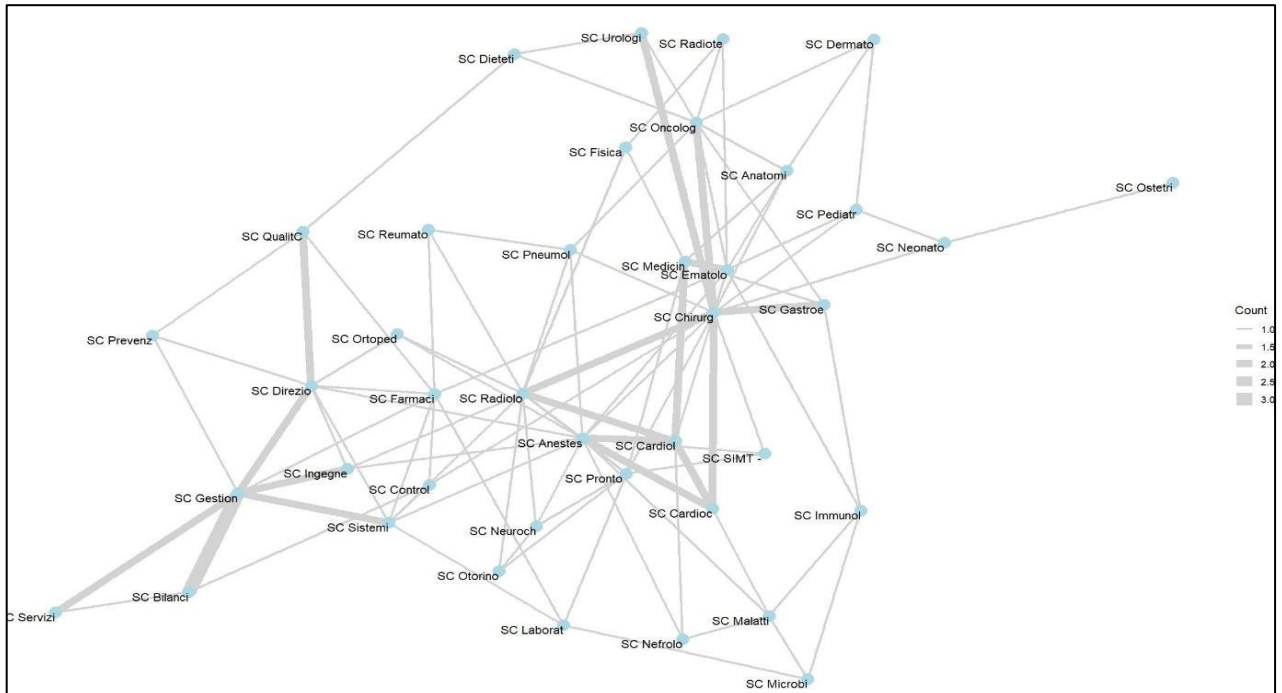 SC Urologi
SC Radiote
SC Dermato
SC Dieteti
SC Oncolog
SC Fisica
SC Anatomi
SC Ostetri
SC Pediatr
SC QualitC
SC Reumato
SC Neonato
SC Pneumol
SC Medicin
SC Ematolo
SC Chirurg
SC Gastroe
Count
1.0
1.5
2.0
2.5
3.0
SC Prevenz
SC Ortoped
SC Direzio
SC Farmaci
SC Radiolo
SC Anestes
SC Cardiol
SC SIMT -
SC Ingegne
SC Pronto
SC Control
SC Gestion
SC Cardioc
SC Immunol
SC Sistemi
SC Neuroch
SC Otorino
SC Bilanci
C Servizi
SC Laborat
SC Malatti
SC Nefrolo
SC Microbi